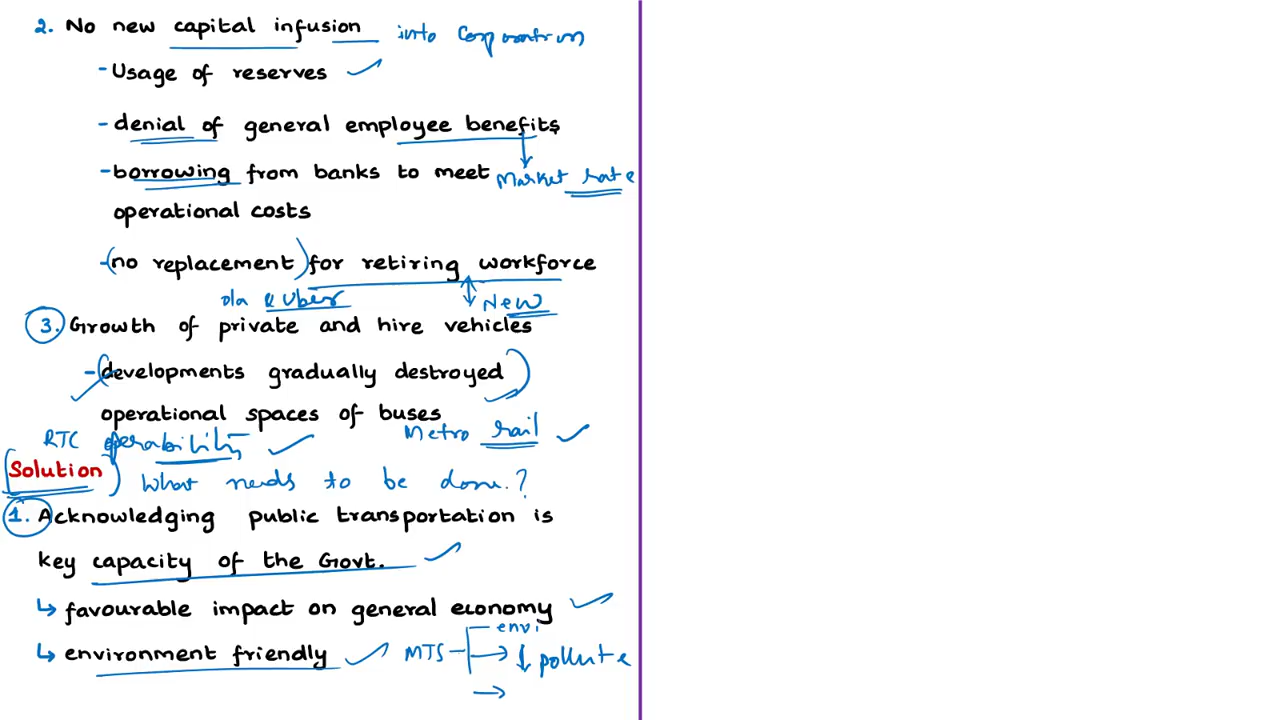 2. No new capital infusion into Corporation
- Usage of reserves
- denial of general employee benefits
- borrowing from banks to meet Market rate
operational costs
- (no replacement) for retiring workforce
ola & uber New
3. Growth of private and hire vehicles
- (developments gradually destroyed)
operational spaces of buses
RTC operability Metro rail
(Solution) What needs to be done.?
1. Acknowledging public transportation is
key capacity of the Govt.
↳ favourable impact on general economy
envi
↳ environment friendly MTS → ↓ pollute
→